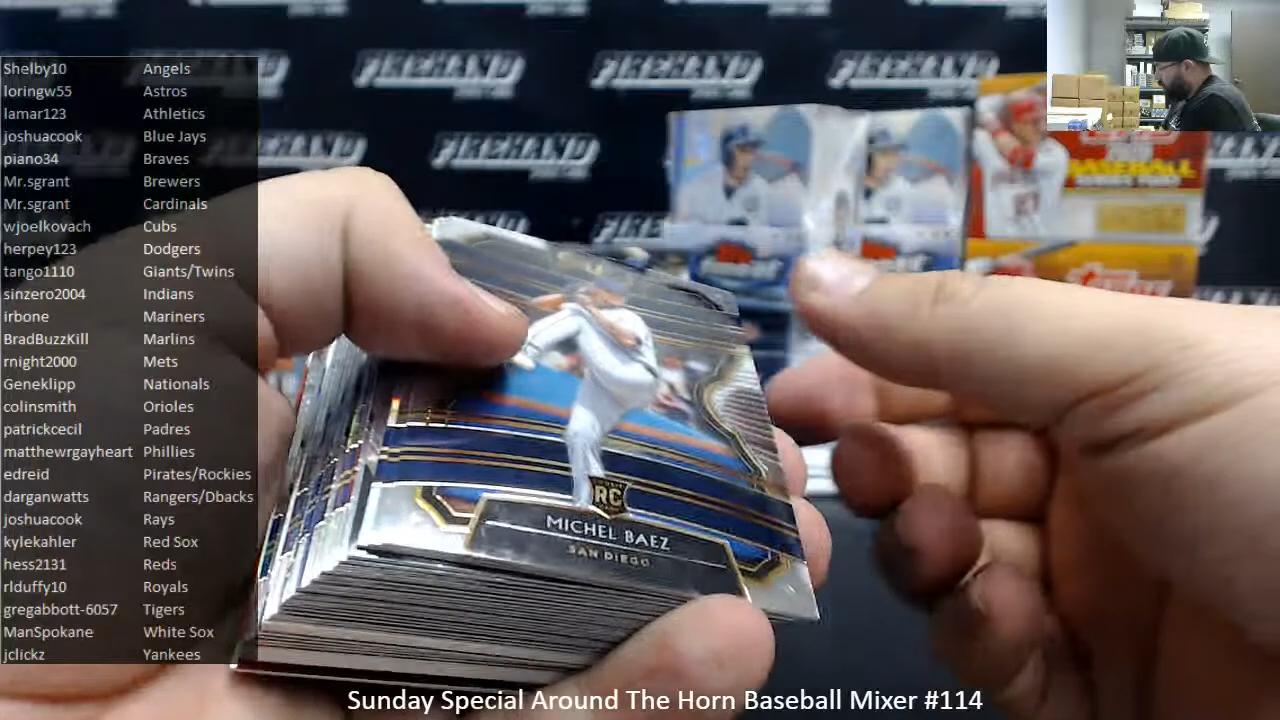 Shelby10 Angels
loringw55 Astros
lamar123 Athletics
joshuacook Blue Jays
piano34 Braves
Mr.sgrant Brewers
Mr.sgrant Cardinals
wjoelkovach Cubs
herpey123 Dodgers
tango1110 Giants/Twins
sinzero2004 Indians
irbone Mariners
BradBuzzKill Marlins
rnight2000 Mets
Geneklipp Nationals
colinsmith Orioles
patrickcecil Padres
matthewrgayheart Phillies
edreid Pirates/Rockies
darganwatts Rangers/Dbacks
joshuacook Rays
kylekahler Red Sox
hess2131 Reds
rlduffy10 Royals
gregabbott-6057 Tigers
ManSpokane White Sox
jclickz Yankees
FIREHAND FIREHAND FIREHAND
FIREHAND
BASEBALL
RC
MICHEL BAEZ
SAN DIEGO
Sunday Special Around The Horn Baseball Mixer #114